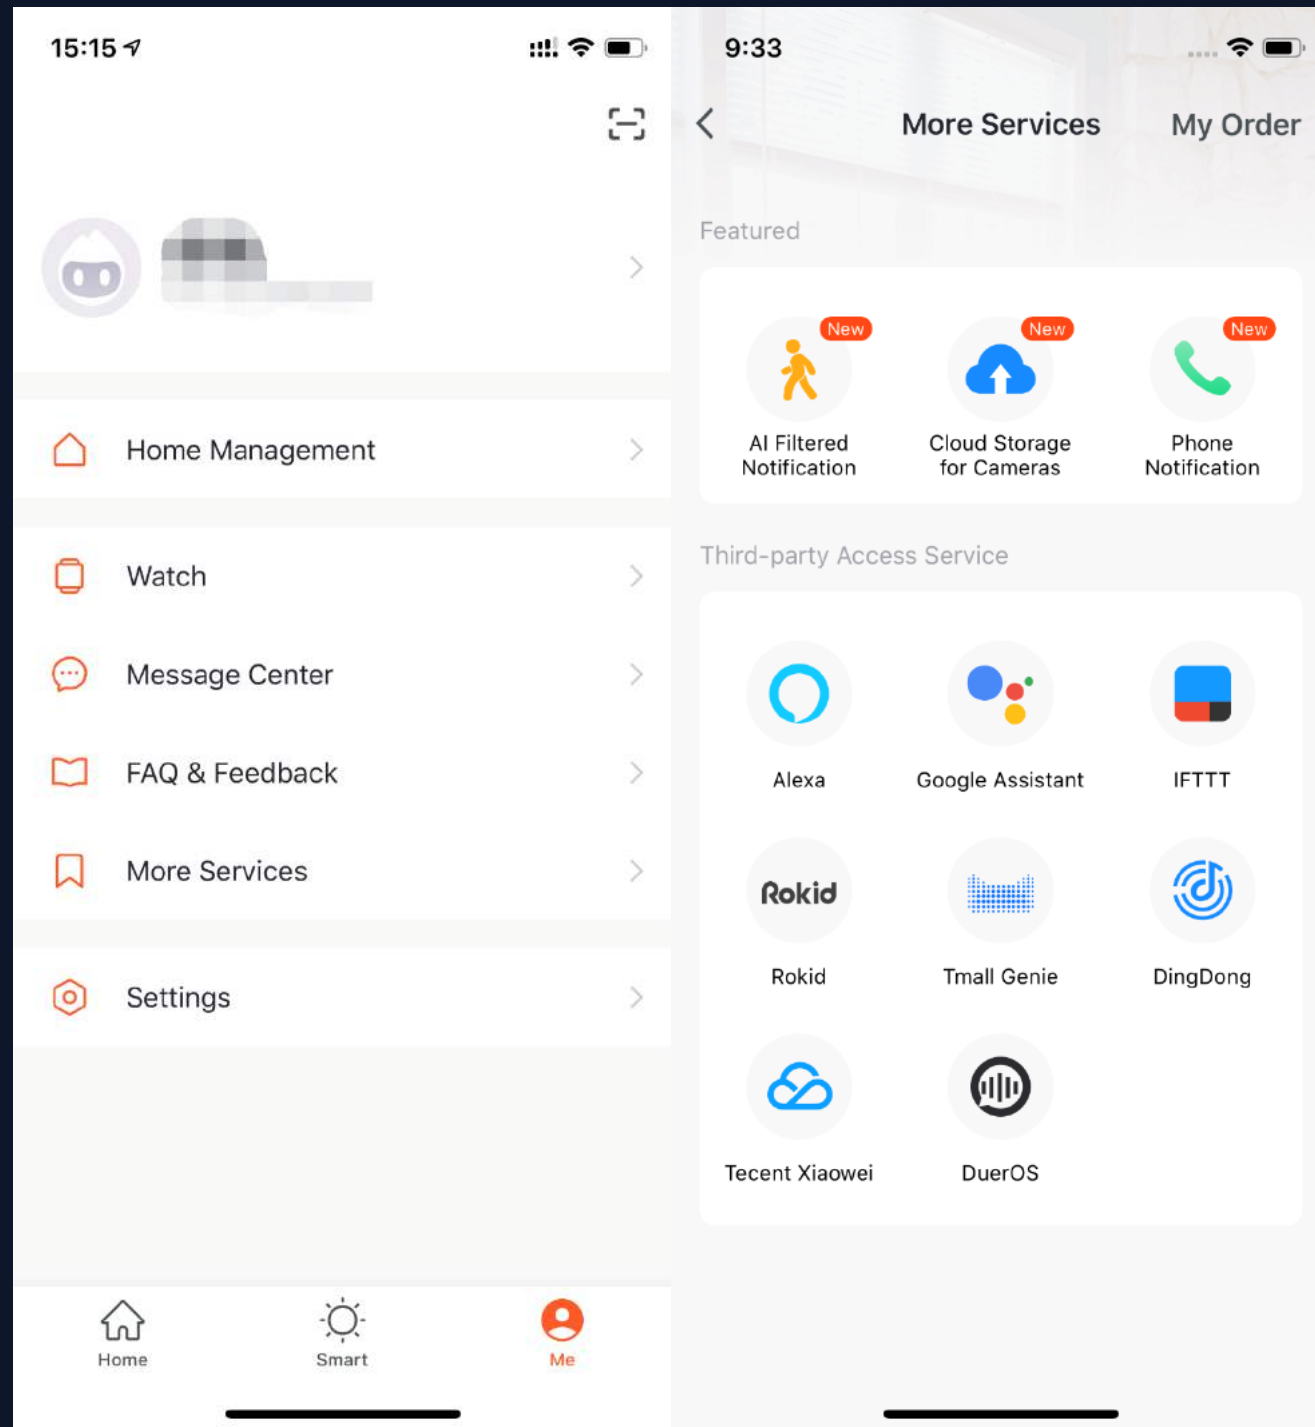 15:15
Home Management
Watch
Message Center
FAQ & Feedback
More Services
Settings
Home
Smart
Me
9:33
More Services
My Order
Featured
New
New
New
AI Filtered
Notification
Cloud Storage
for Cameras
Phone
Notification
Third-party Access Service
Alexa
Google Assistant
IFTTT
Rokid
Rokid
Tmall Genie
DingDong
Tecent Xiaowei
DuerOS